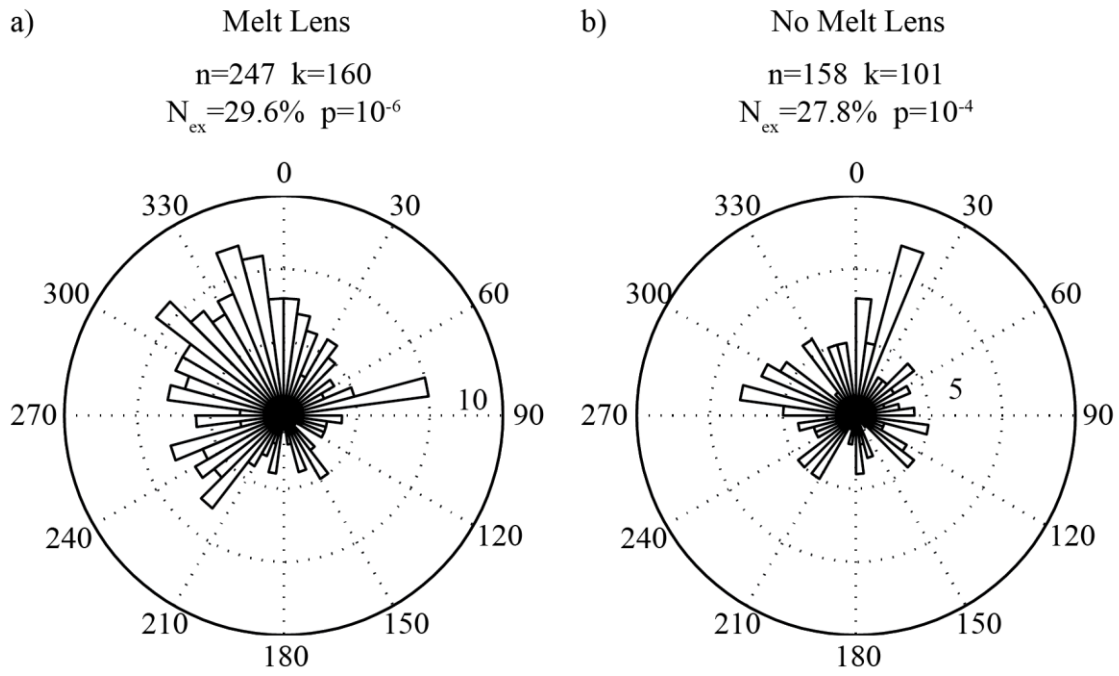 a) Melt Lens
n=247 k=160
Nₑₓ=29.6% p=10⁻⁶
0
330 30
300 60
270 10 90
240 120
210 150
180
b) No Melt Lens
n=158 k=101
Nₑₓ=27.8% p=10⁻⁴
0
330 30
300 60
5
270 90
240 120
210 150
180